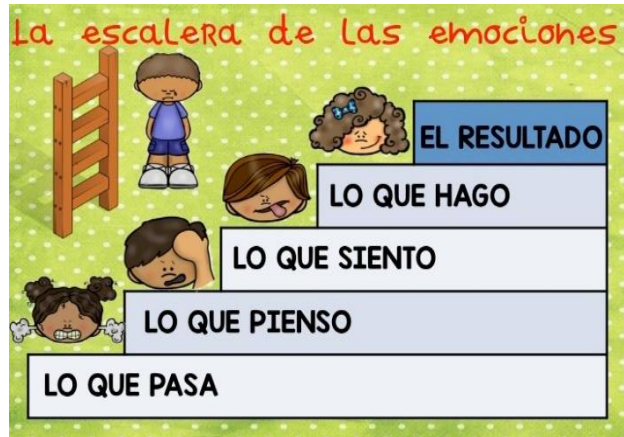 La escaleRa de las emociones
EL RESULTADO
LO QUE HAGO
LO QUE SIENTO
LO QUE PIENSO
LO QUE PASA